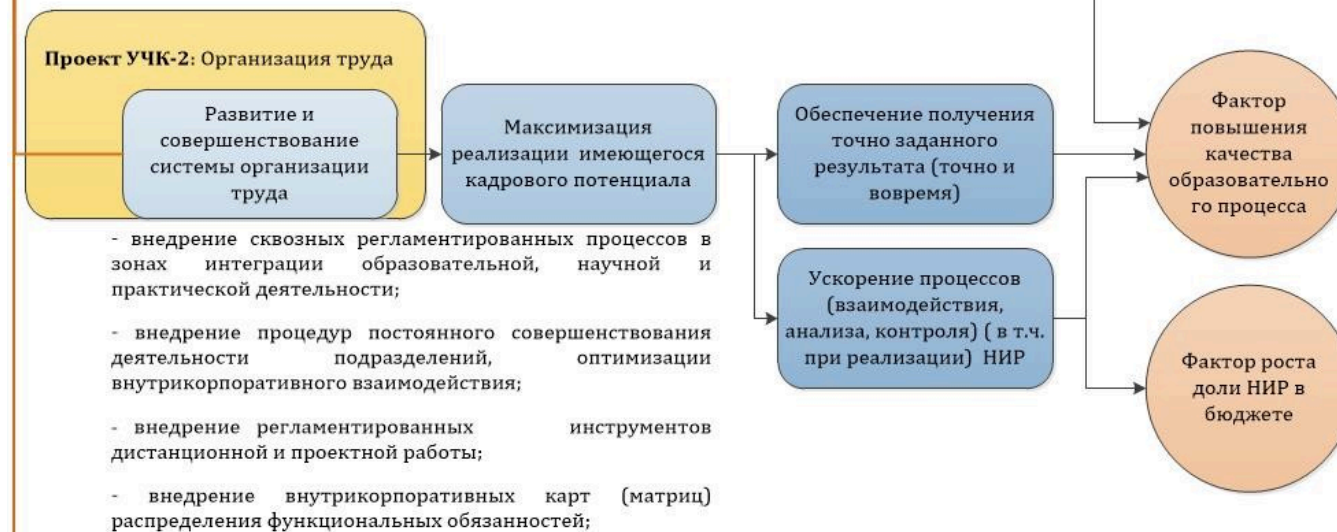 Проект УЧК-2: Организация труда
Развитие и
совершенствование
системы организации
труда
Максимизация
реализации имеющегося
кадрового потенциала
Обеспечение получения
точно заданного
результата (точно и
вовремя)
Фактор
повышения
качества
образовательно
го процесса
- внедрение сквозных регламентированных процессов в
зонах интеграции образовательной, научной и
практической деятельности;
- внедрение процедур постоянного совершенствования
деятельности подразделений, оптимизации
внутрикорпоративного взаимодействия;
- внедрение регламентированных инструментов
дистанционной и проектной работы;
- внедрение внутрикорпоративных карт (матриц)
распределения функциональных обязанностей;
Ускорение процессов
(взаимодействия,
анализа, контроля) ( в т.ч.
при реализации) НИР
Фактор роста
доли НИР в
бюджете